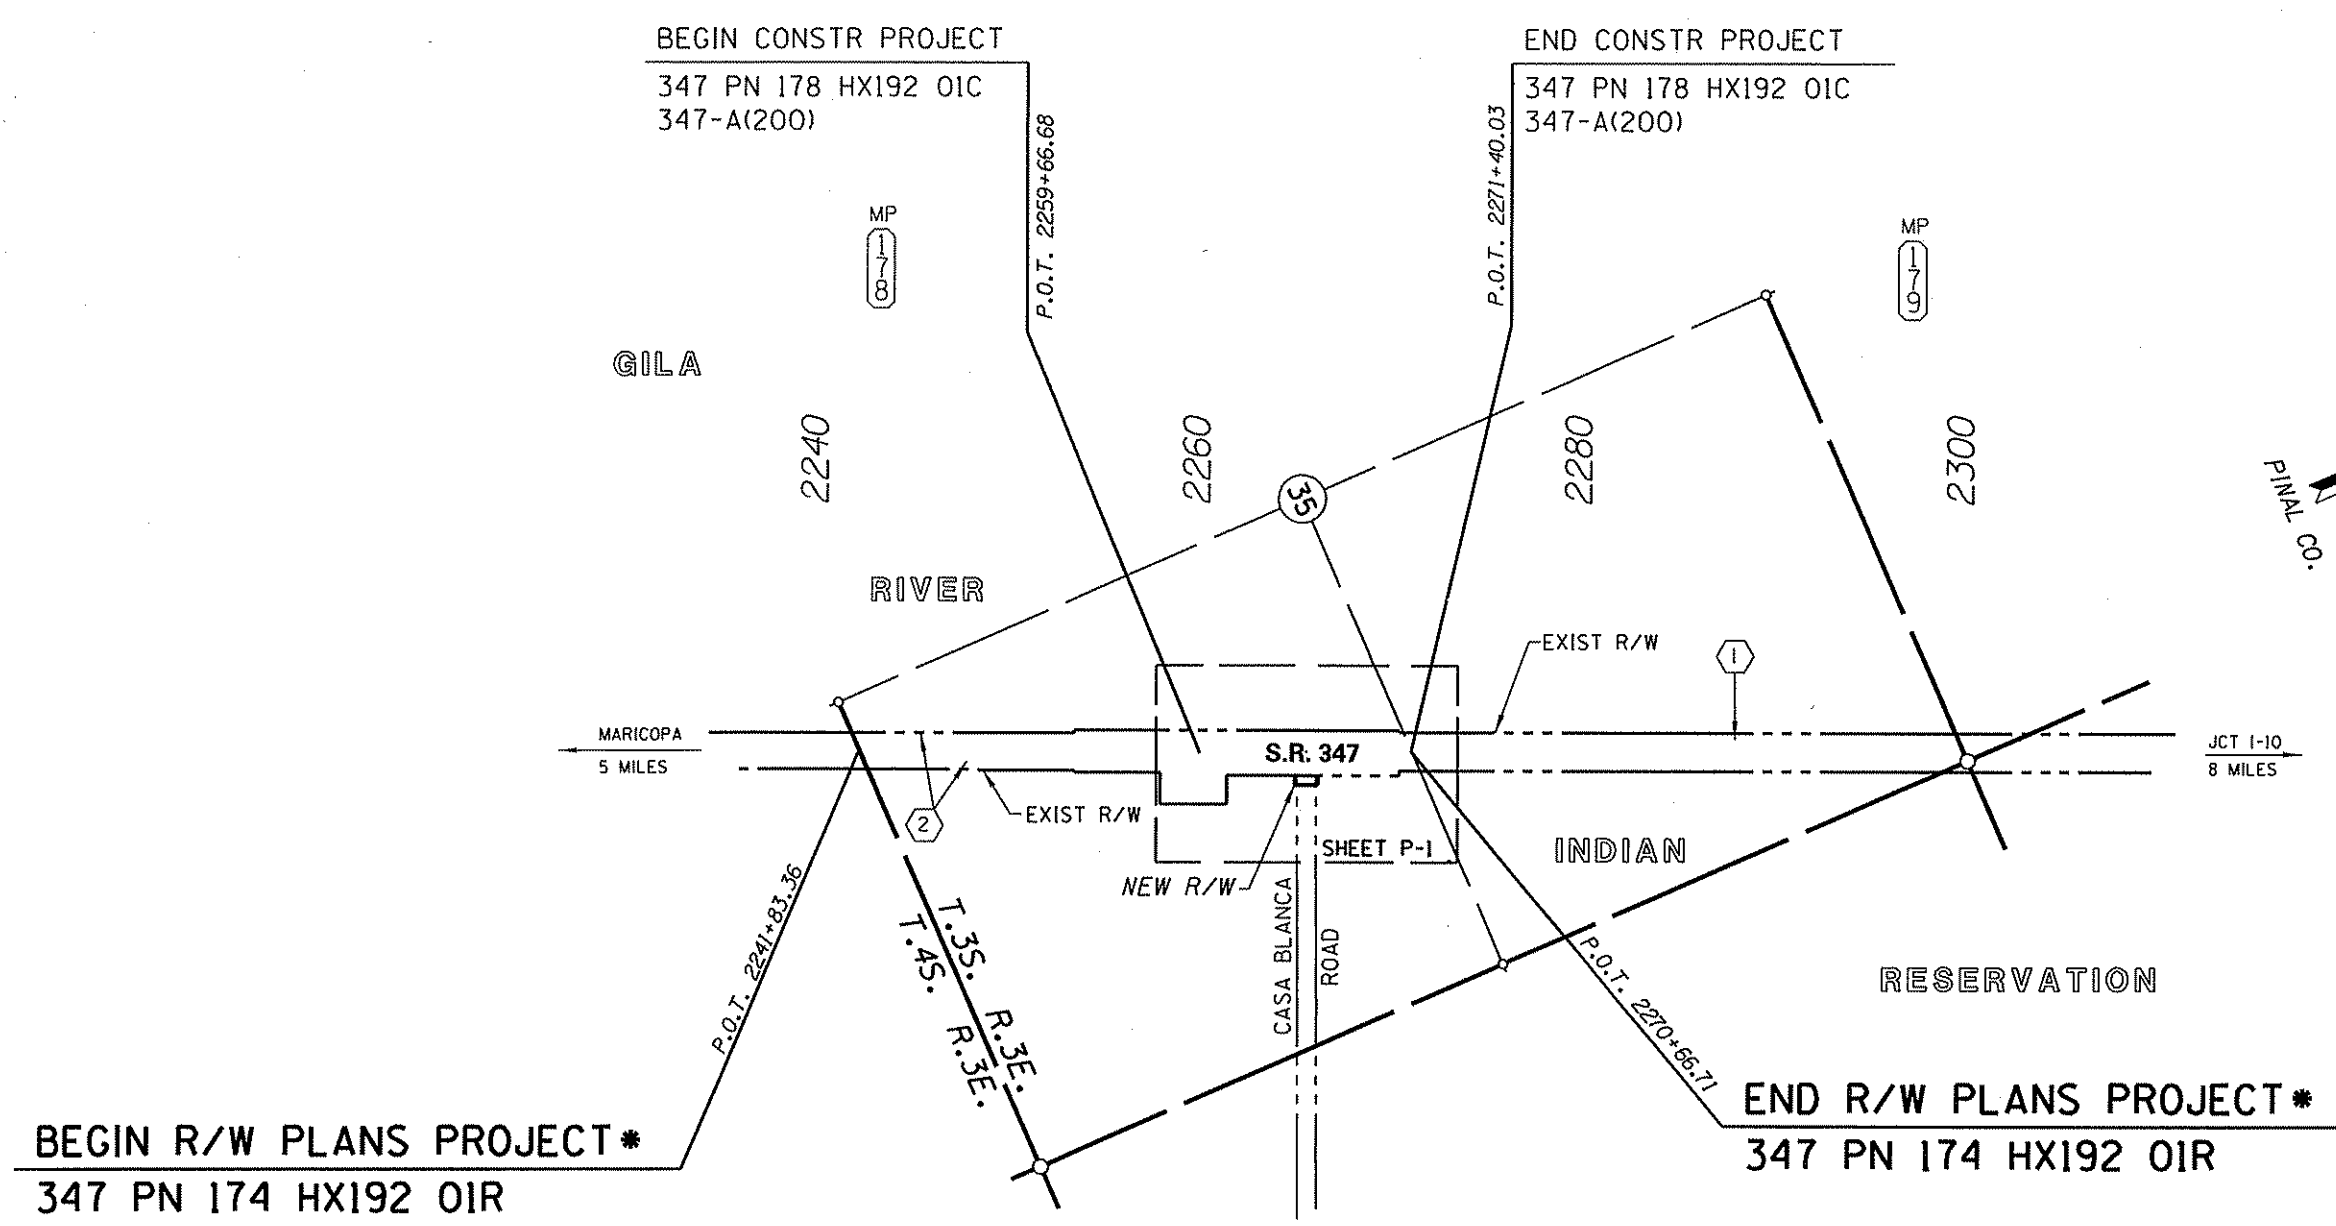 BEGIN CONSTR PROJECT
347 PN 178 HX192 01C
347-A(200)
P.O.T. 2259+66.68
END CONSTR PROJECT
347 PN 178 HX192 01C
347-A(200)
P.O.T. 2271+40.03
MP
178
MP
179
GILA
2240
2260
2280
2300
35
PINAL CO.
RIVER
EXIST R/W
1
MARICOPA
5 MILES
S.R. 347
JCT I-10
8 MILES
2
EXIST R/W
SHEET P-1
INDIAN
NEW R/W
CASA BLANCA
ROAD
RESERVATION
P.O.T. 2241+83.36
T.3S. R.3E.
T.4S. R.3E.
P.O.T. 2270+66.71
BEGIN R/W PLANS PROJECT*
347 PN 174 HX192 01R
END R/W PLANS PROJECT*
347 PN 174 HX192 01R